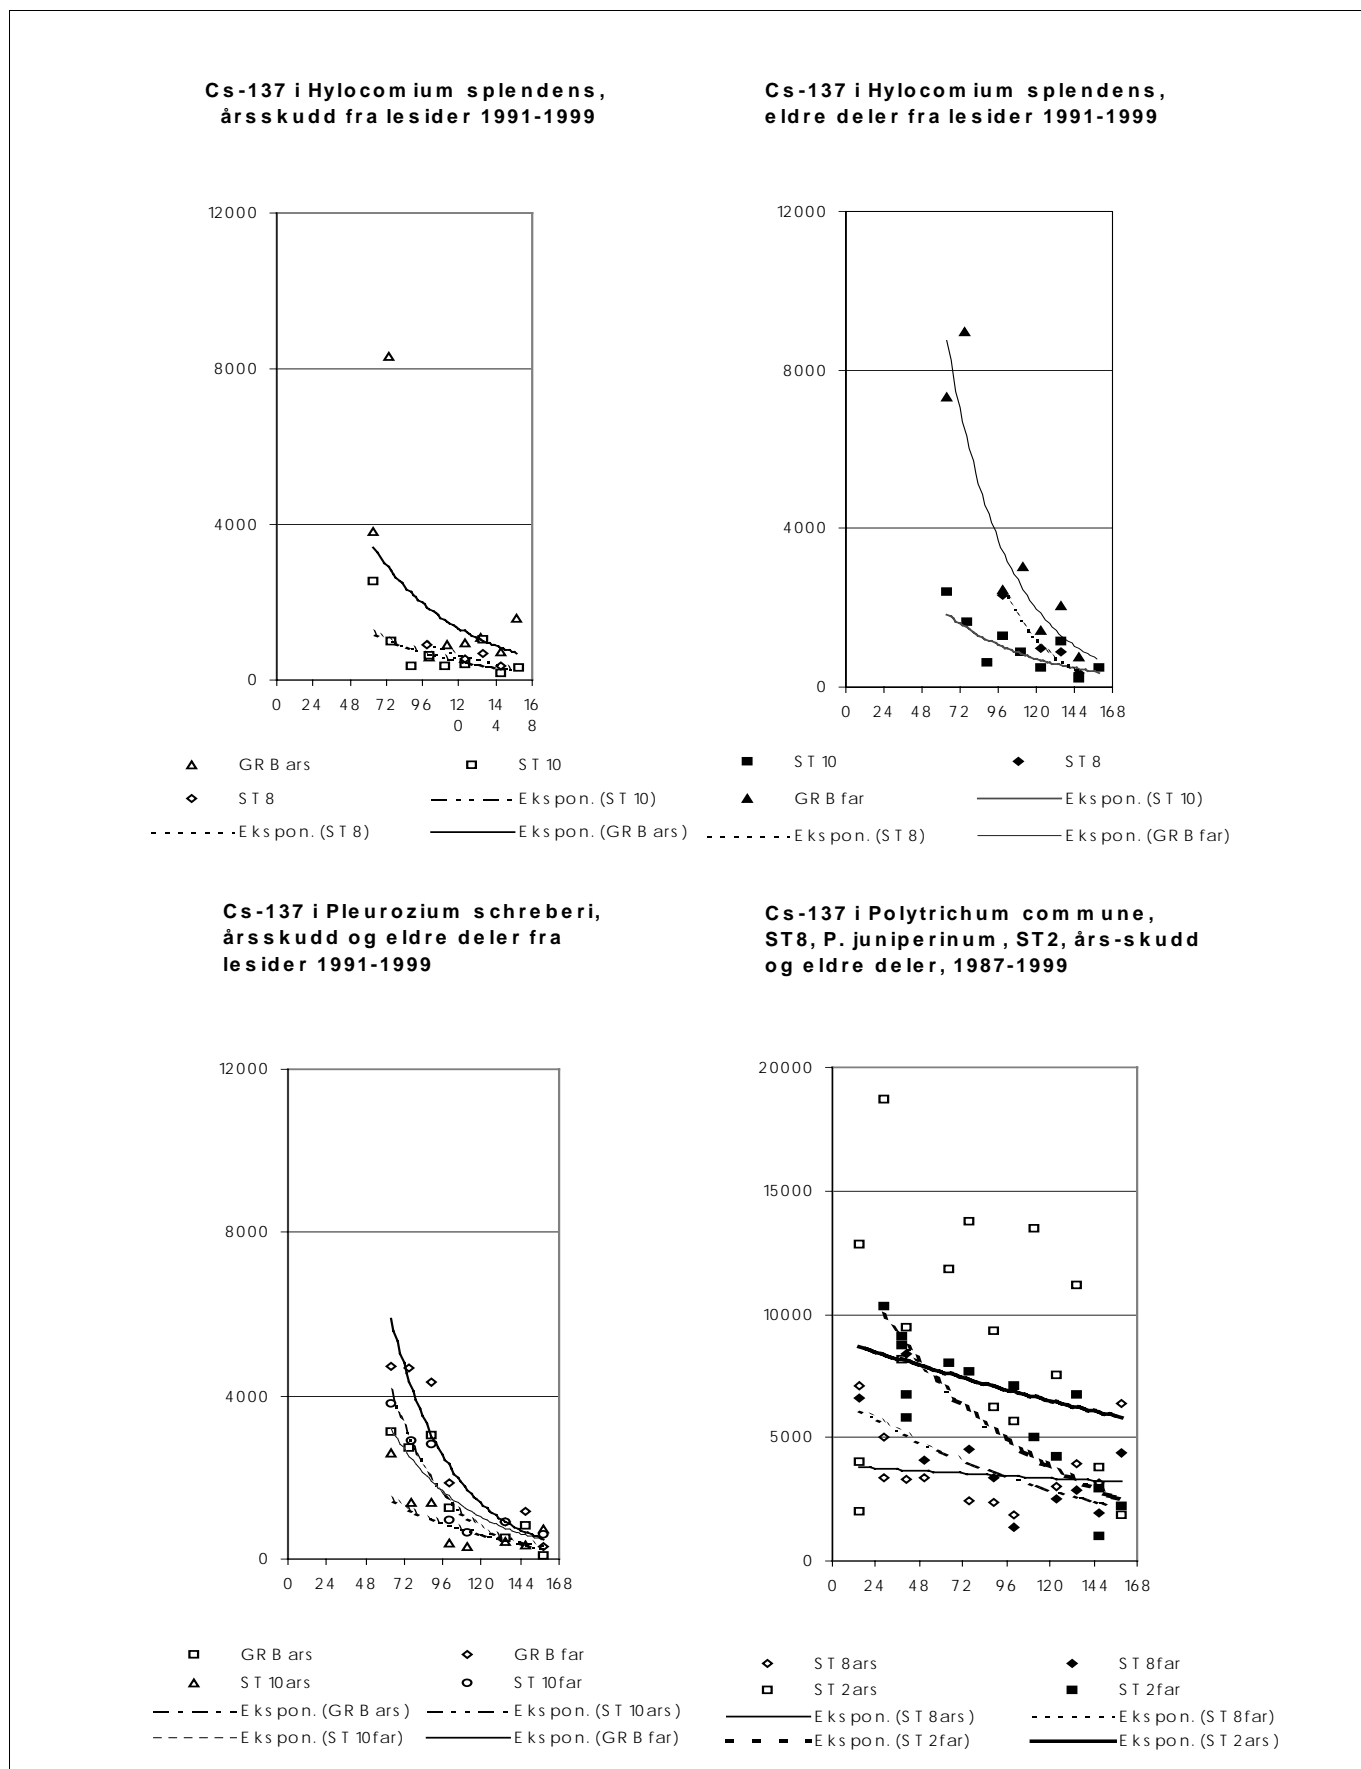 Cs-137 i Hylocomium splendens,
årsskudd fra lesider 1991-1999
12000
8000
4000
0
0 24 48 72 96 12 14 16
0 4 8
GRB ars ST 10
ST 8 Ekspon. (ST 10)
Ekspon. (ST 8) Ekspon. (GRB ars)
Cs-137 i Hylocomium splendens,
eldre deler fra lesider 1991-1999
12000
8000
4000
0
0 24 48 72 96 120 144 168
ST 10 ST 8
GRB far Ekspon. (ST 10)
Ekspon. (ST 8) Ekspon. (GRB far)
Cs-137 i Pleurozium schreberi,
årsskudd og eldre deler fra
lesider 1991-1999
12000
8000
4000
0
0 24 48 72 96 120 144 168
GRB ars GRB far
ST 10ars ST 10far
Ekspon. (GRB ars) Ekspon. (ST 10ars)
Ekspon. (ST 10far) Ekspon. (GRB far)
Cs-137 i Polytrichum commune,
ST8, P. juniperinum, ST2, års-skudd
og eldre deler, 1987-1999
20000
15000
10000
5000
0
0 24 48 72 96 120 144 168
ST 8ars ST 8far
ST 2ars ST 2far
Ekspon. (ST 8ars) Ekspon. (ST 8far)
Ekspon. (ST 2far) Ekspon. (ST 2ars)